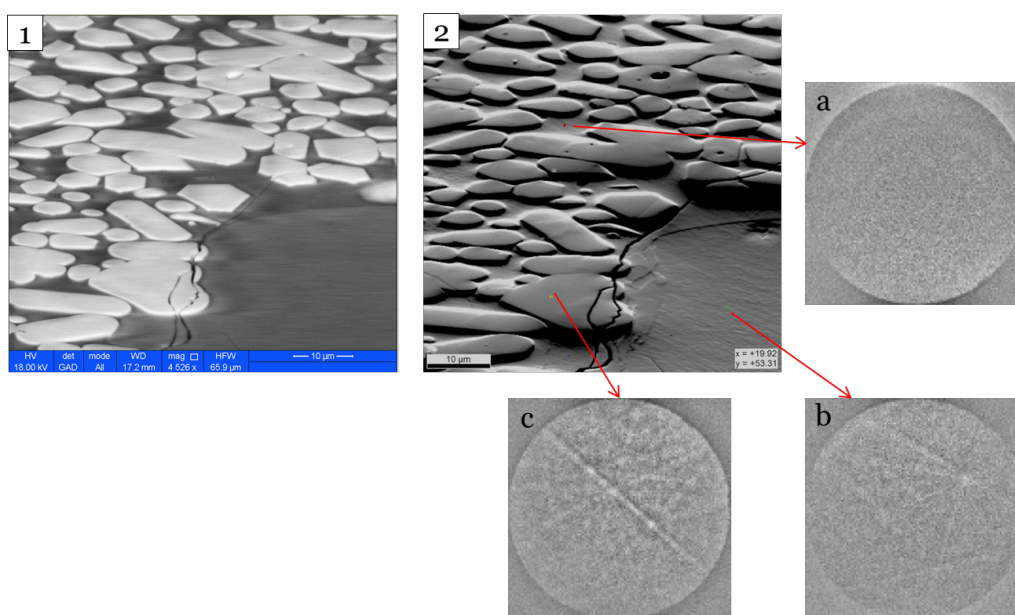 1
2
a
HV det mode WD mag □ HFW
18.00 kV GAD All 17.2 mm 4 526 x 65.9 µm
10 µm
10 µm
x = +19.92
y = +53.31
c
b